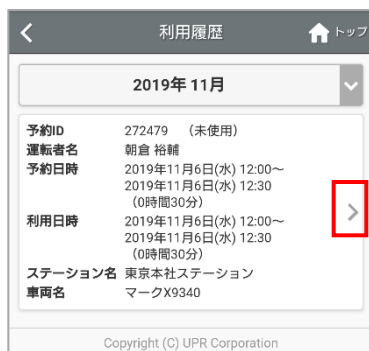 利用履歴 トップ
2019年 11月
予約ID 272479 （未使用）
運転者名 朝倉 裕輔
予約日時 2019年11月6日(水) 12:00～
2019年11月6日(水) 12:30
（0時間30分）
利用日時 2019年11月6日(水) 12:00～
2019年11月6日(水) 12:30
（0時間30分）
ステーション名 東京本社ステーション
車両名 マークX9340
Copyright (C) UPR Corporation